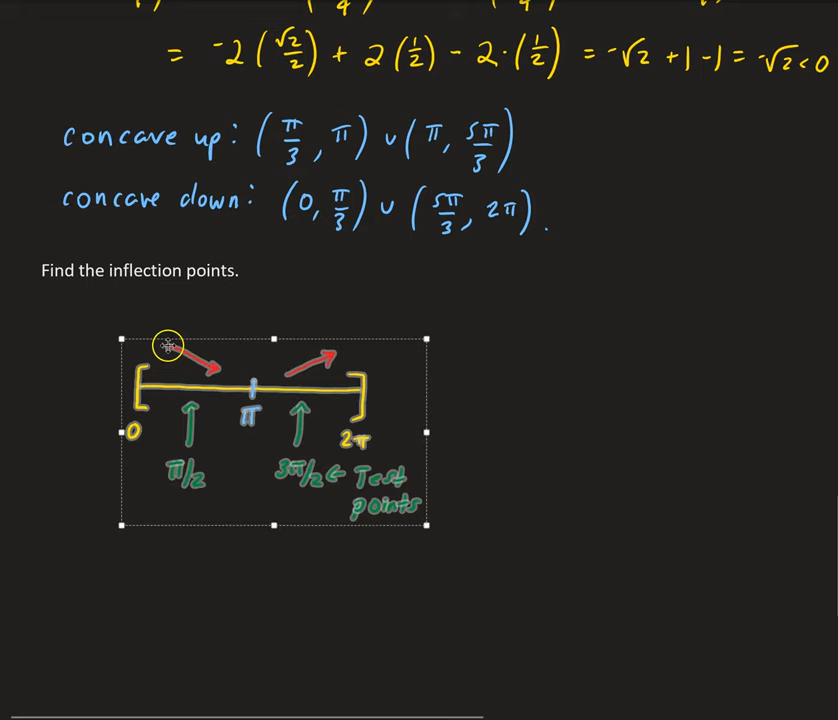 = -2(√2/2) + 2(1/2) - 2·(1/2) = -√2 + 1 - 1 = -√2 < 0
concave up: (π/3, π) ∪ (π, 5π/3)
concave down: (0, π/3) ∪ (5π/3, 2π).
Find the inflection points.
0 π 2π
π/2 3π/2 ← Test
points